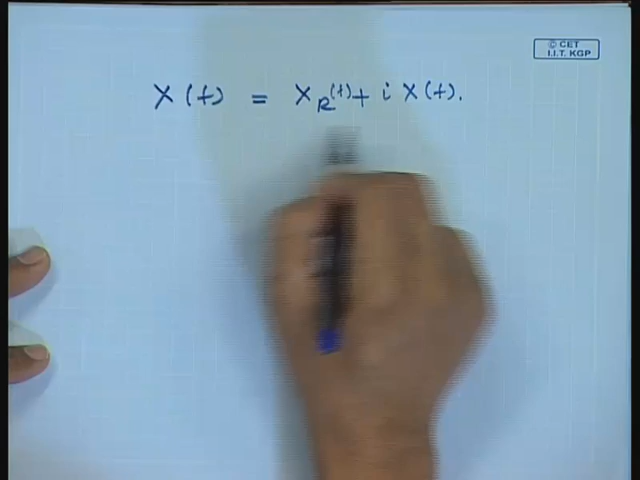 © CET
I.I.T. KGP
X(t) = X_R(t) + i X(t).